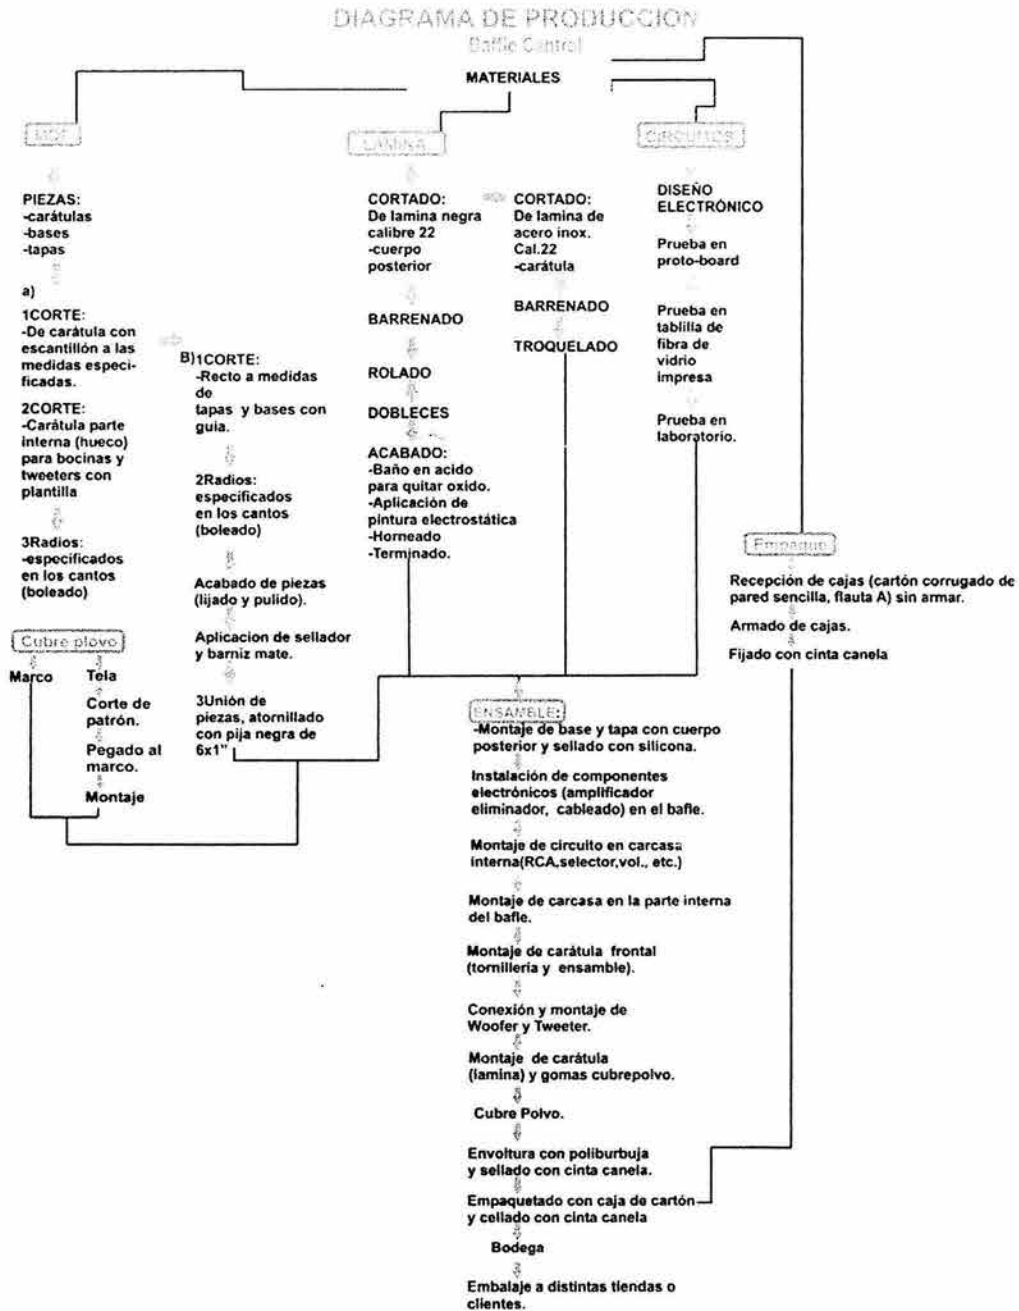 DIAGRAMA DE PRODUCCION
Baffle Control
MATERIALES
MDF
PIEZAS:
-carátulas
-bases
-tapas
a)
1CORTE:
-De carátula con
escantillón a las
medidas especi-
ficadas.
2CORTE:
-Carátula parte
interna (hueco)
para bocinas y
tweeters con
plantilla
3Radios:
-especificados
en los cantos
(boleado)
B)1CORTE:
-Recto a medidas
de
tapas y bases con
guia.
2Radios:
especificados
en los cantos
(boleado)
Acabado de piezas
(lijado y pulido).
Aplicacion de sellador
y barniz mate.
3Unión de
piezas, atornillado
con pija negra de
6x1"
Cubre plovo
Marco
Tela
Corte de
patrón.
Pegado al
marco.
Montaje
LAMINA
CORTADO:
De lamina negra
calibre 22
-cuerpo
posterior
BARRENADO
ROLADO
DOBLECES
ACABADO:
-Baño en acido
para quitar oxido.
-Aplicación de
pintura electrostática
-Horneado
-Terminado.
CORTADO:
De lamina de
acero inox.
Cal.22
-carátula
BARRENADO
TROQUELADO
CIRCUITOS
DISEÑO
ELECTRÓNICO
Prueba en
proto-board
Prueba en
tablilla de
fibra de
vidrio
impresa
Prueba en
laboratorio.
Empaque
Recepción de cajas (cartón corrugado de
pared sencilla, flauta A) sin armar.
Armado de cajas.
Fijado con cinta canela
ENSAMBLE:
-Montaje de base y tapa con cuerpo
posterior y sellado con silicona.
Instalación de componentes
electrónicos (amplificador
eliminador, cableado) en el bafle.
Montaje de circuito en carcasa
interna(RCA,selector,vol., etc.)
Montaje de carcasa en la parte interna
del bafle.
Montaje de carátula frontal
(tornillería y ensamble).
Conexión y montaje de
Woofer y Tweeter.
Montaje de carátula
(lamina) y gomas cubrepolvo.
Cubre Polvo.
Envoltura con poliburbuja
y sellado con cinta canela.
Empaquetado con caja de cartón
y cellado con cinta canela
Bodega
Embalaje a distintas tiendas o
clientes.